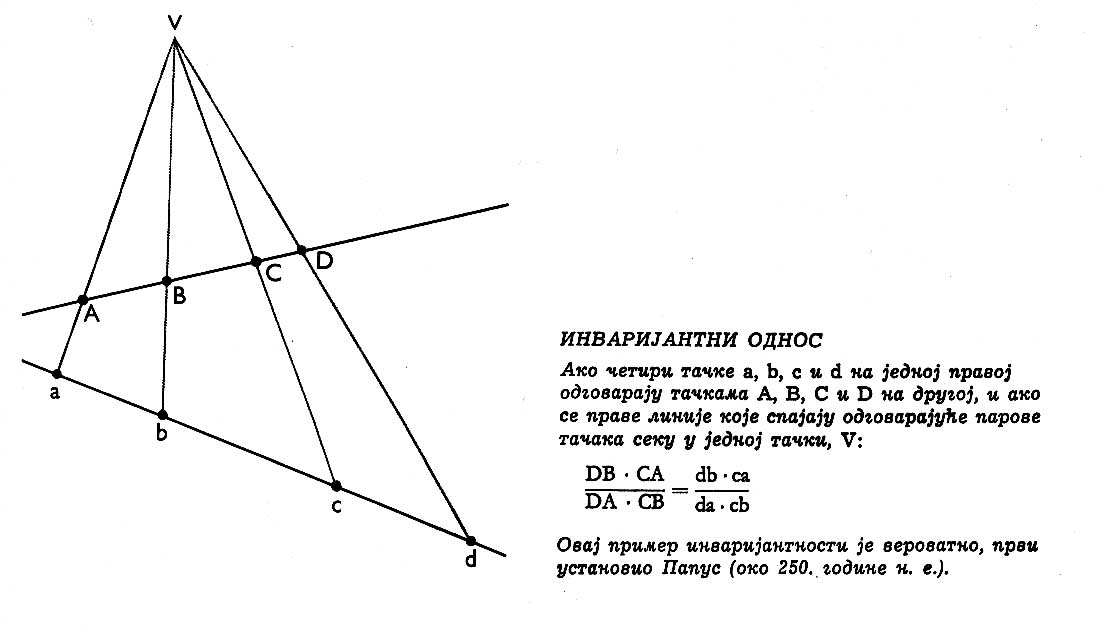 V
A
B
C
D
a
b
c
d
ИНВАРИЈАНТНИ ОДНОС
Ако четири тачке a, b, c и d на једној правој
одговарају тачкама A, B, C и D на другој, и ако
се праве линије које спајају одговарајуће парове
тачака секу у једној тачки, V:
DB · CA / DA · CB = db · ca / da · cb
Овај пример инваријантности је вероватно, први
установио Папус (око 250. године н. е.).